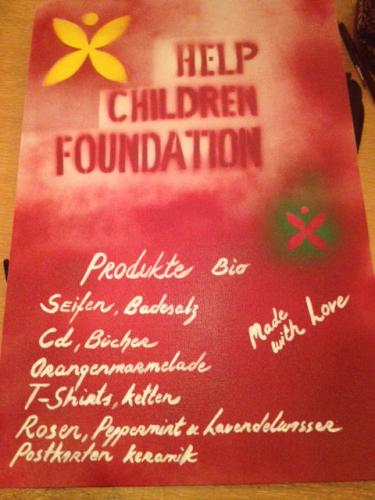 HELP
CHILDREN
FOUNDATION
Produkte Bio
Seifen, Badesalz
Cd, Bücher
Made
with Love
Orangenmarmelade
T-Shirts, Ketten
Rosen, Peppermint u. Lavendelwasser
Postkarten Keramik